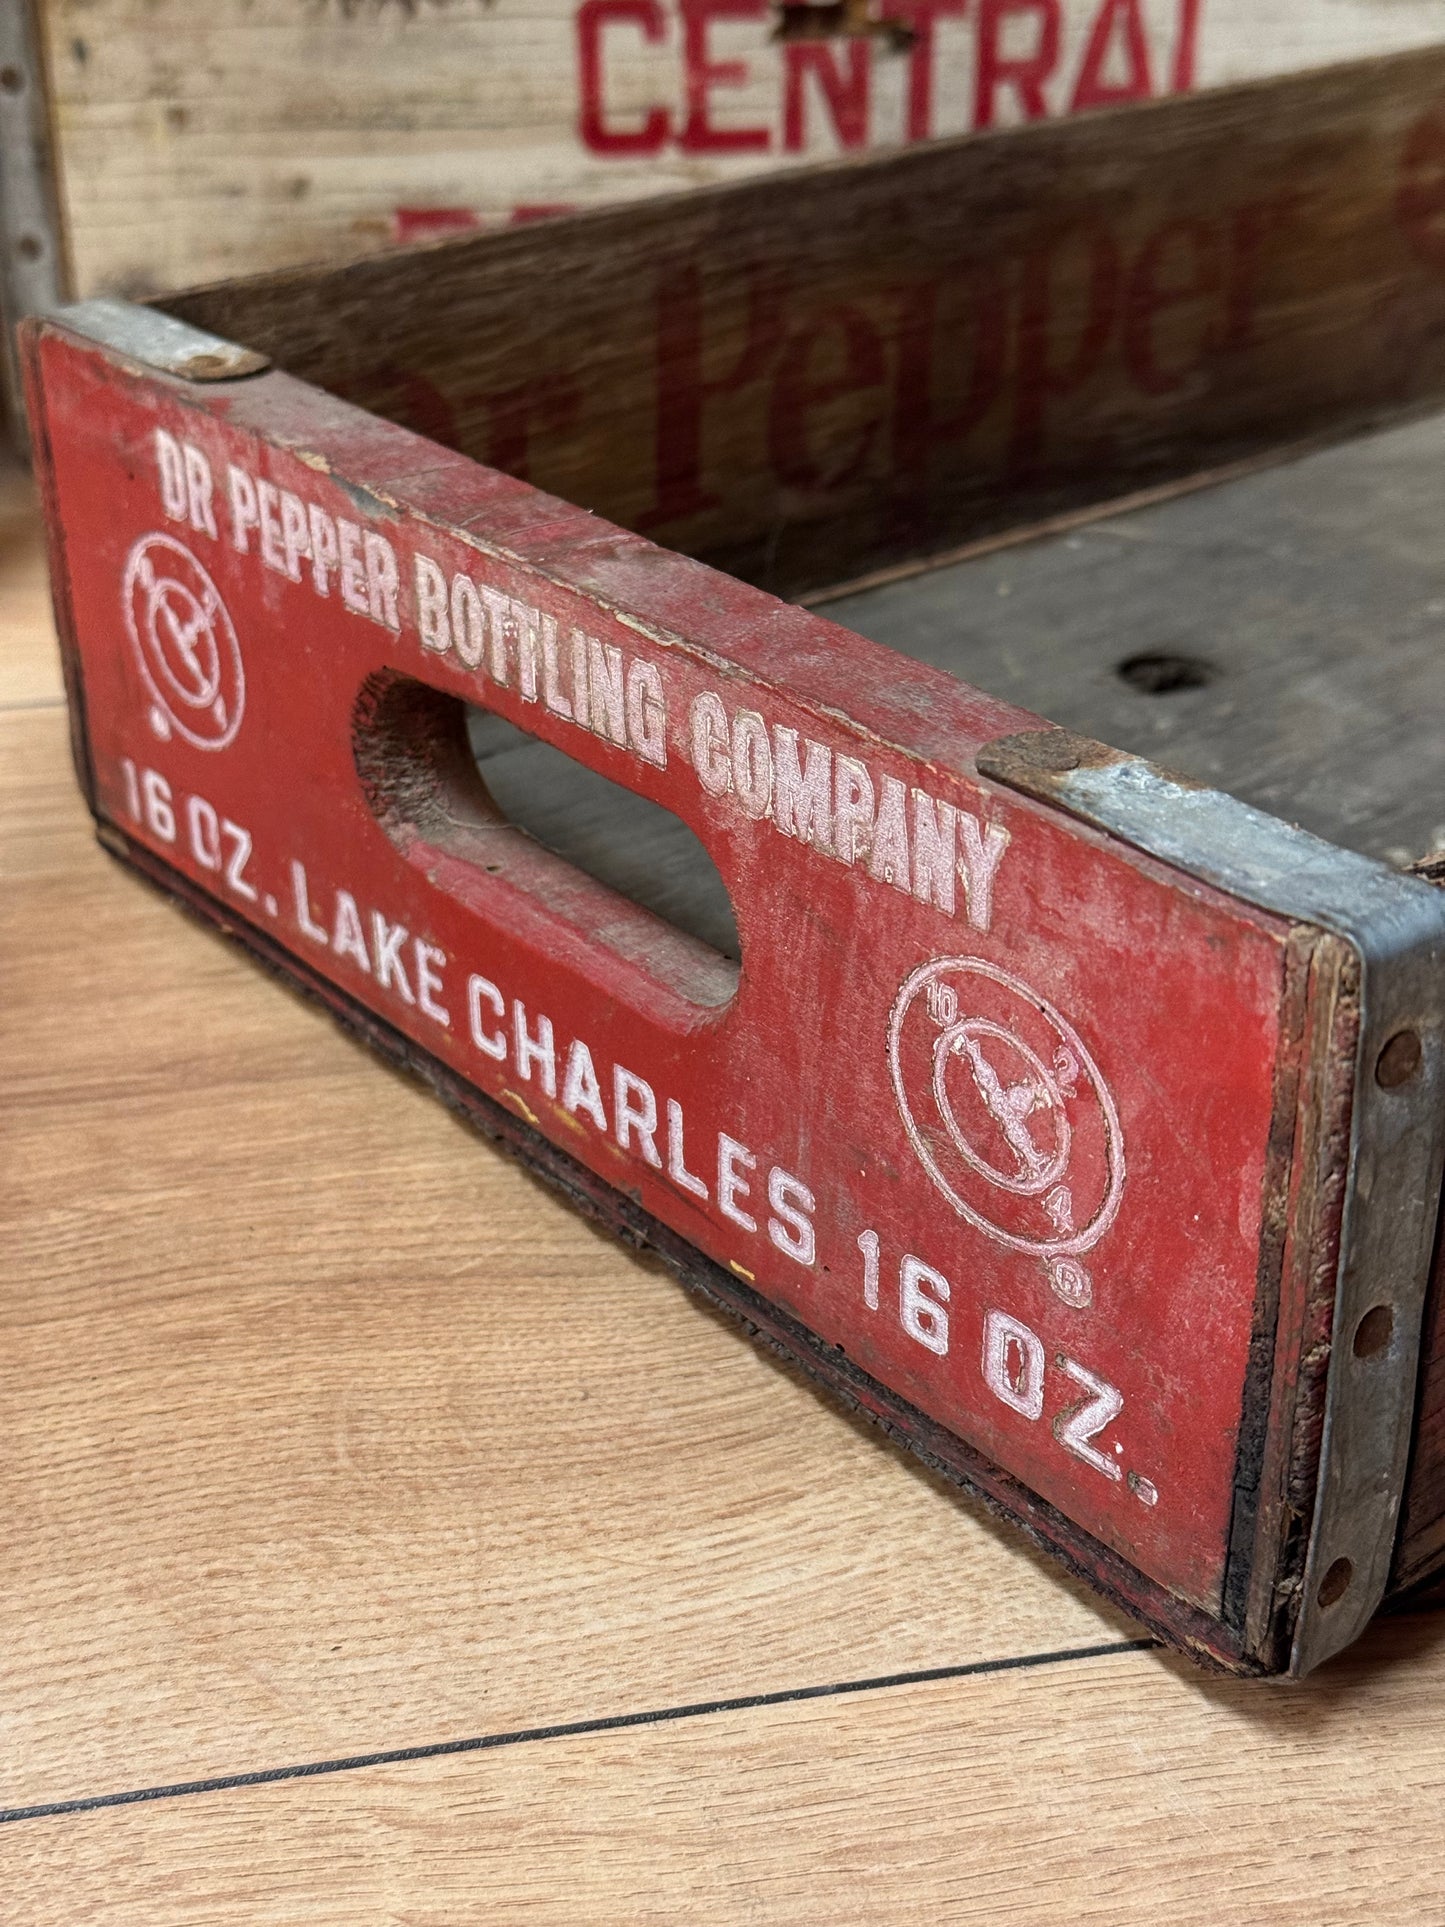 CENTRAL
Dr Pepper
DR PEPPER BOTTLING COMPANY
10 2 4
®
16 OZ. LAKE CHARLES 16 OZ.